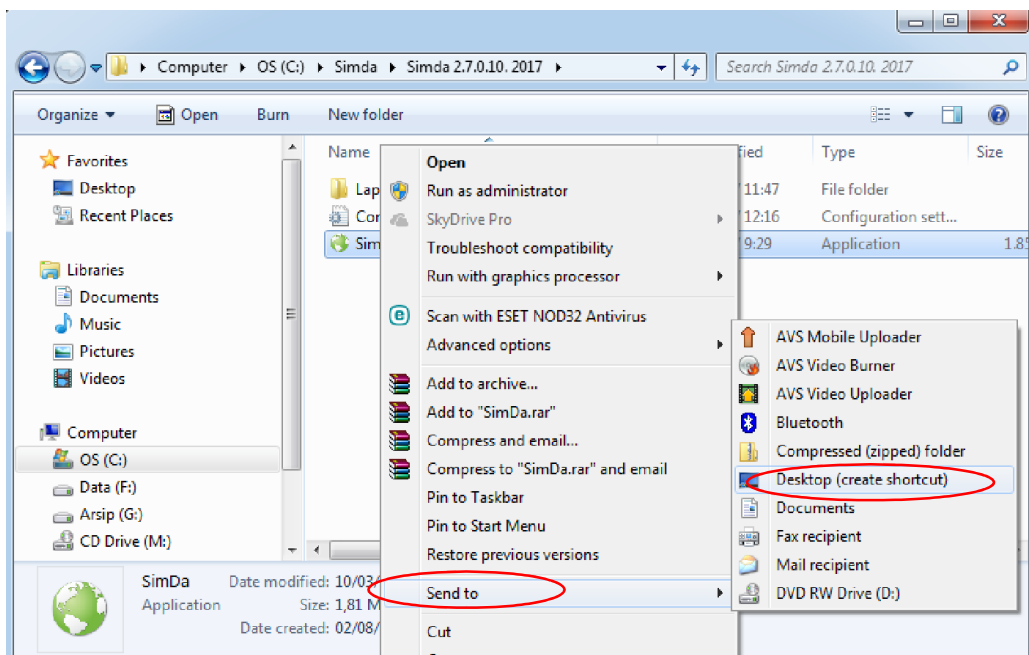 Computer OS (C:) Simda Simda 2.7.0.10. 2017
Search Simda 2.7.0.10. 2017
Organize Open Burn New folder
Favorites
Desktop
Recent Places
Libraries
Documents
Music
Pictures
Videos
Computer
OS (C:)
Data (F:)
Arsip (G:)
CD Drive (M:)
Name Type Size
11:47 File folder
12:16 Configuration sett...
9:29 Application 1.85
Open
Run as administrator
SkyDrive Pro
Troubleshoot compatibility
Run with graphics processor
Scan with ESET NOD32 Antivirus
Advanced options
Add to archive...
Add to "SimDa.rar"
Compress and email...
Compress to "SimDa.rar" and email
Pin to Taskbar
Pin to Start Menu
Restore previous versions
Send to
Cut
AVS Mobile Uploader
AVS Video Burner
AVS Video Uploader
Bluetooth
Compressed (zipped) folder
Desktop (create shortcut)
Documents
Fax recipient
Mail recipient
DVD RW Drive (D:)
SimDa Date modified: 10/03/
Application Size: 1,81 M
Date created: 02/08/